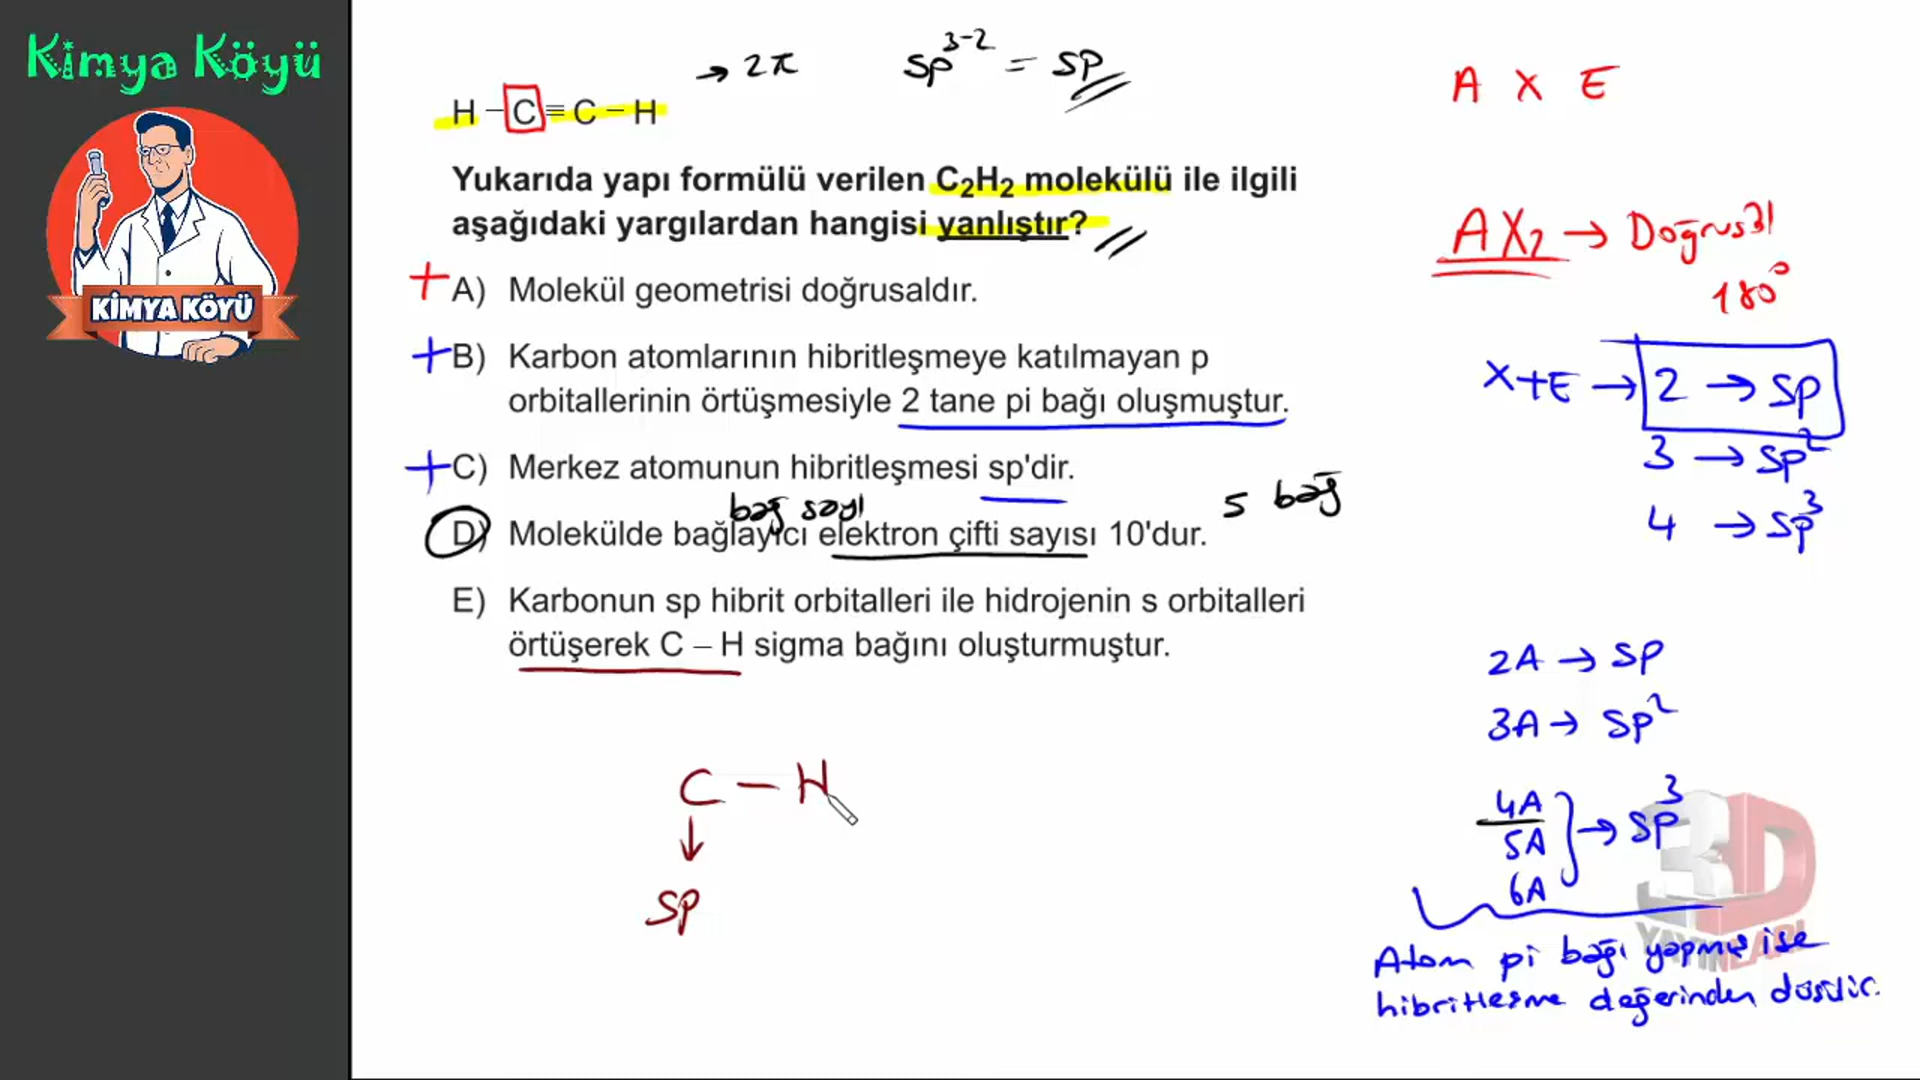 Kimya Köyü
KİMYA KÖYÜ
H – C ≡ C – H
→ 2π
sp³⁻² = sp
Yukarıda yapı formülü verilen C₂H₂ molekülü ile ilgili
aşağıdaki yargılardan hangisi yanlıştır?
+ A) Molekül geometrisi doğrusaldır.
+ B) Karbon atomlarının hibritleşmeye katılmayan p
orbitallerinin örtüşmesiyle 2 tane pi bağı oluşmuştur.
+ C) Merkez atomunun hibritleşmesi sp'dir.
bağ sayı
5 bağ
D) Molekülde bağlayıcı elektron çifti sayısı 10'dur.
E) Karbonun sp hibrit orbitalleri ile hidrojenin s orbitalleri
örtüşerek C – H sigma bağını oluşturmuştur.
C – H
↓
sp
A X E
AX₂ → Doğrusal
180°
X+E → 2 → sp
3 → sp²
4 → sp³
2A → sp
3A → sp²
4A
5A → sp³
6A
3D
YAYINLARI
Atom pi bağı yapmış ise
hibritleşme değerinden düşülür.